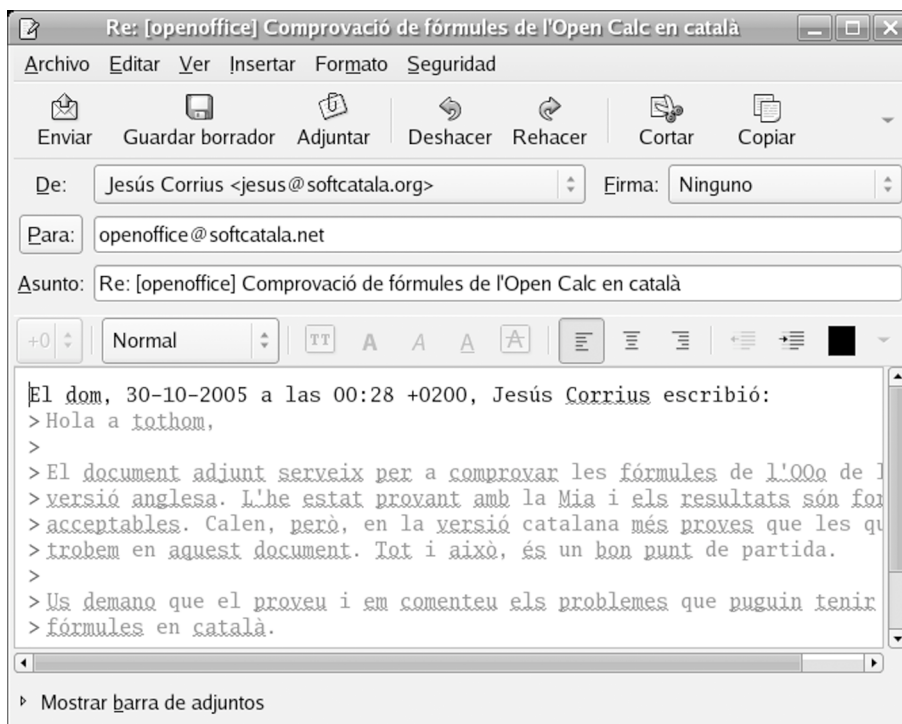 Re: [openoffice] Comprovació de fórmules de l'Open Calc en català
Archivo Editar Ver Insertar Formato Seguridad
Enviar Guardar borrador Adjuntar Deshacer Rehacer Cortar Copiar
De: Jesús Corrius <jesus@softcatala.org> Firma: Ninguno
Para: openoffice@softcatala.net
Asunto: Re: [openoffice] Comprovació de fórmules de l'Open Calc en català
+0 Normal TT A A A A
El dom, 30-10-2005 a las 00:28 +0200, Jesús Corrius escribió:
> Hola a tothom,
>
> El document adjunt serveix per a comprovar les fórmules de l'OOo de l
> versió anglesa. L'he estat provant amb la Mia i els resultats són for
> acceptables. Calen, però, en la versió catalana més proves que les qu
> trobem en aquest document. Tot i això, és un bon punt de partida.
>
> Us demano que el proveu i em comenteu els problemes que puguin tenir
> fórmules en català.
Mostrar barra de adjuntos